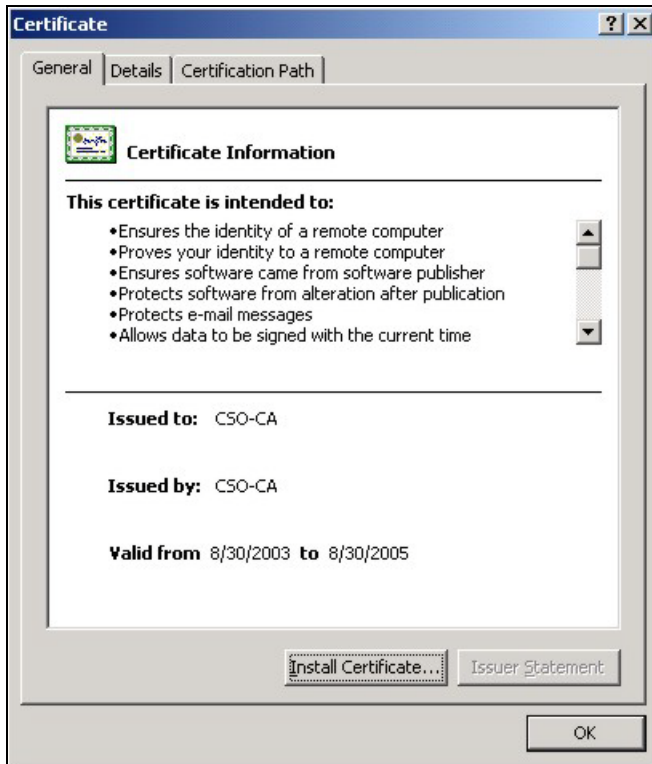 Certificate
General Details Certification Path
Certificate Information
This certificate is intended to:
•Ensures the identity of a remote computer
•Proves your identity to a remote computer
•Ensures software came from software publisher
•Protects software from alteration after publication
•Protects e-mail messages
•Allows data to be signed with the current time
Issued to: CSO-CA
Issued by: CSO-CA
Valid from 8/30/2003 to 8/30/2005
Install Certificate... Issuer Statement
OK